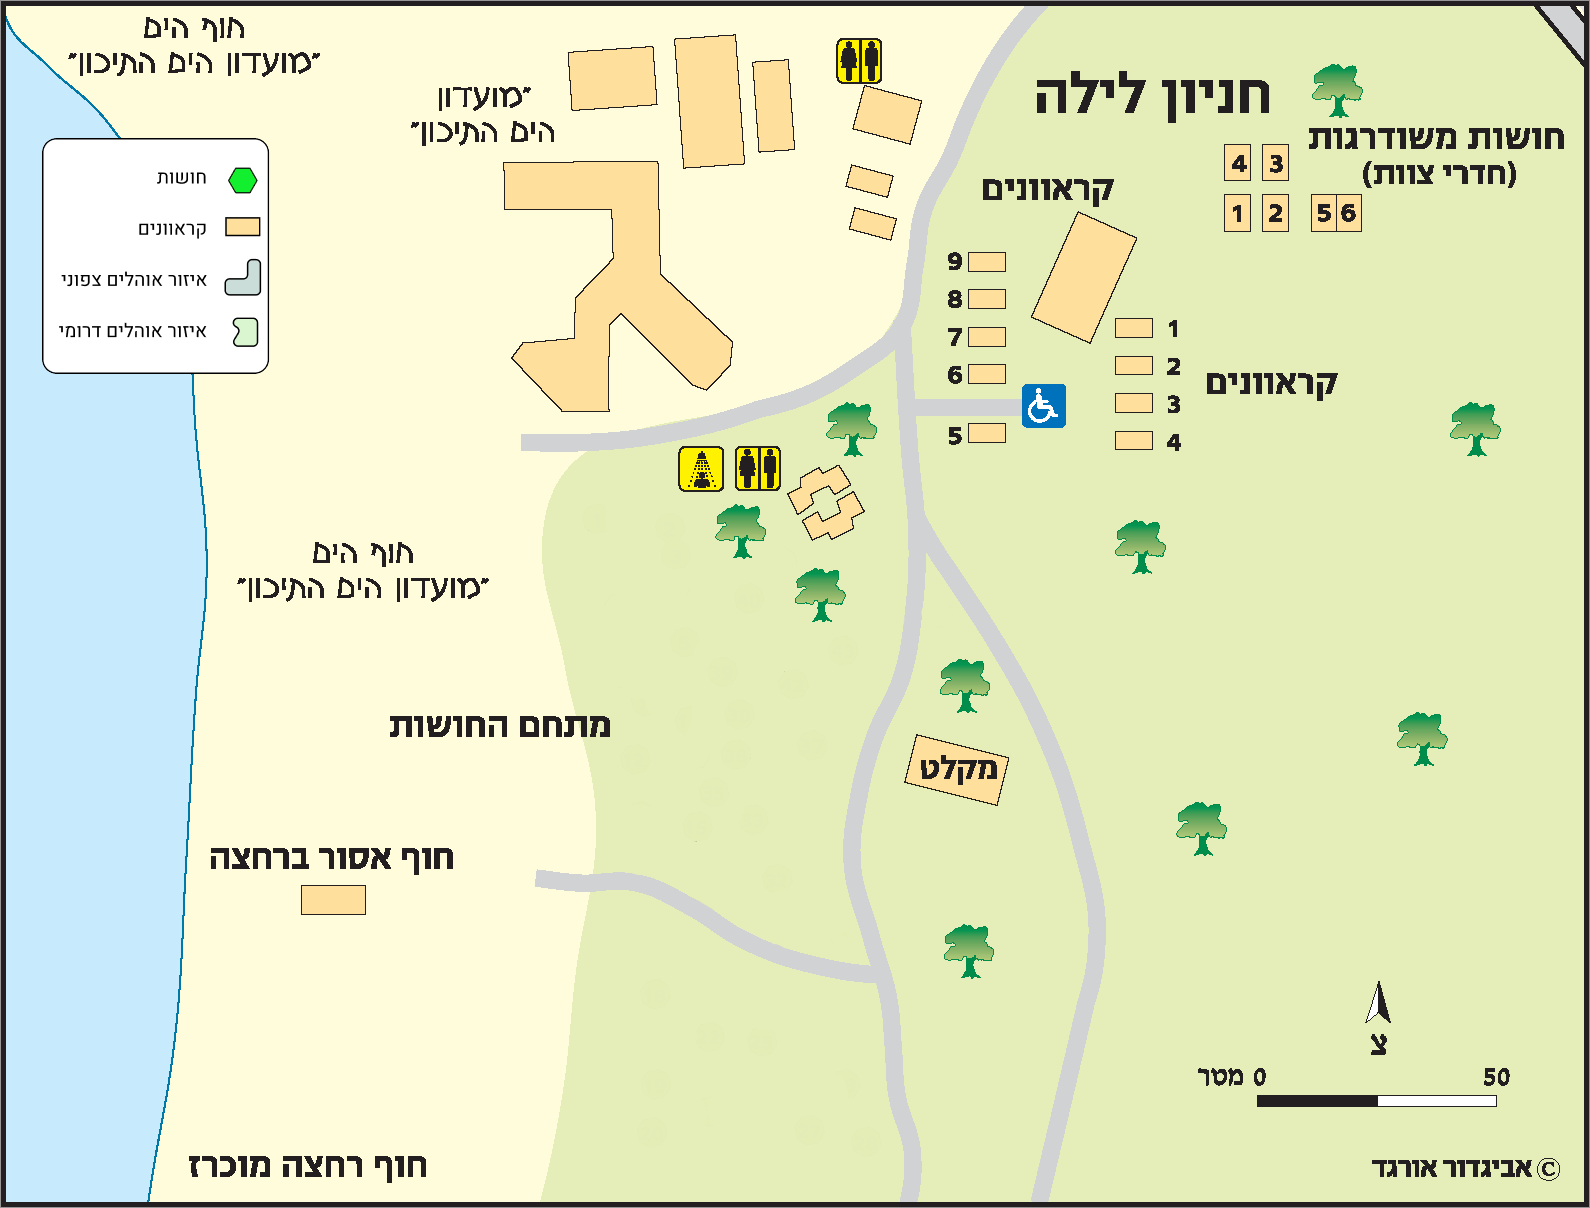 חוף הים
"מועדון הים התיכון"
"מועדון
הים התיכון"
חניון לילה
חושות משודרגות
(חדרי צוות)
4 3
1 2 5 6
חושות
קראוונים
איזור אוהלים צפוני
איזור אוהלים דרומי
קראוונים
9
8
7
6
5
1
2
3
4
קראוונים
חוף הים
"מועדון הים התיכון"
מתחם החושות
מקלט
חוף אסור ברחצה
חוף רחצה מוכרז
צ
מטר 0 50
© אביגדור אורגד